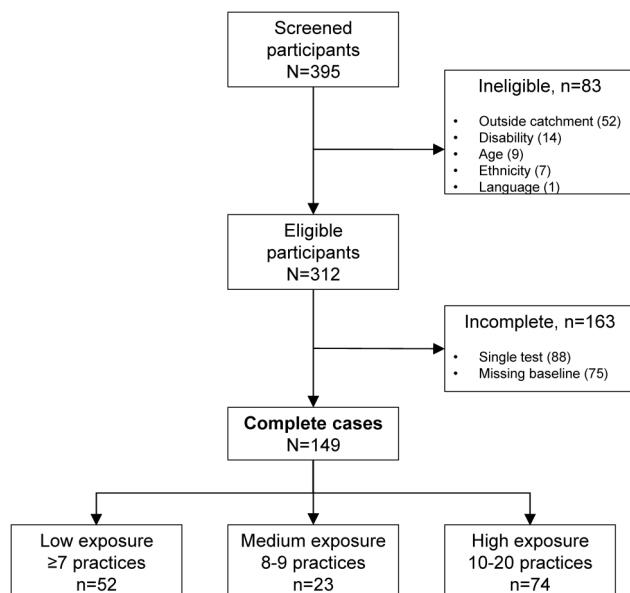 Screened
participants
N=395
Ineligible, n=83
• Outside catchment (52)
• Disability (14)
• Age (9)
• Ethnicity (7)
• Language (1)
Eligible
participants
N=312
Incomplete, n=163
• Single test (88)
• Missing baseline (75)
Complete cases
N=149
Low exposure
≥7 practices
n=52
Medium exposure
8-9 practices
n=23
High exposure
10-20 practices
n=74